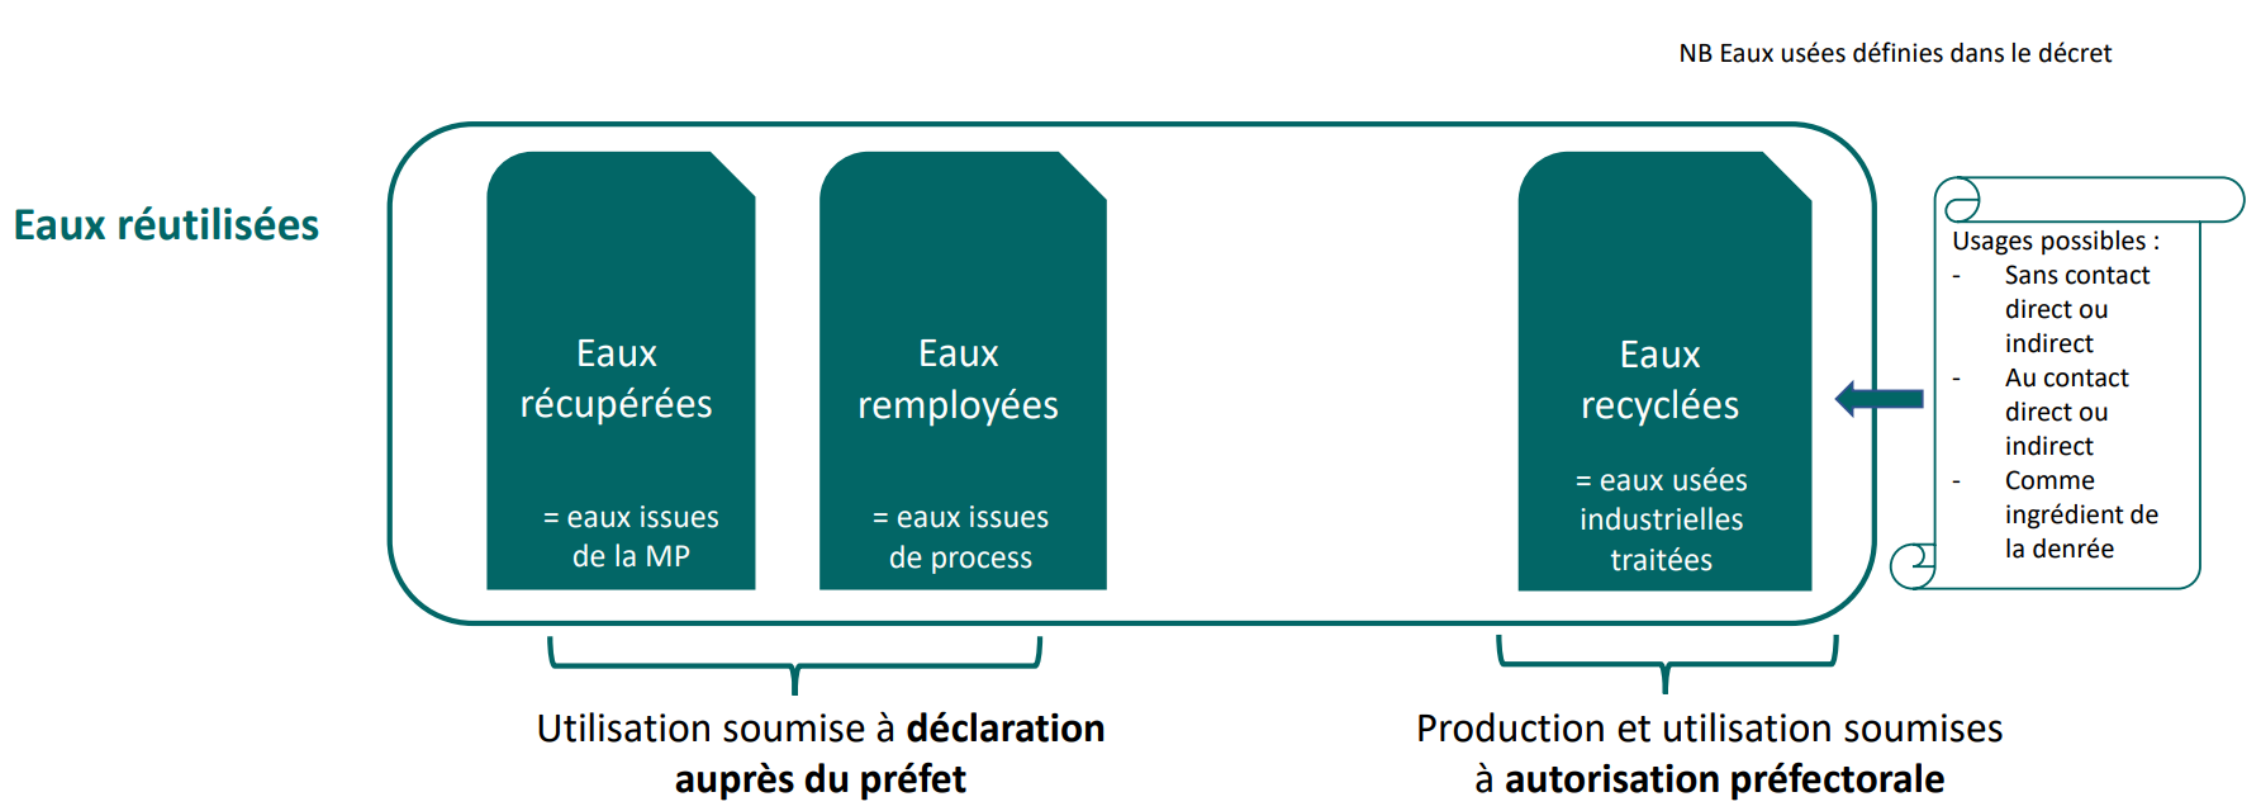 NB Eaux usées définies dans le décret
Eaux réutilisées
Eaux
récupérées
= eaux issues
de la MP
Eaux
remployées
= eaux issues
de process
Eaux
recyclées
= eaux usées
industrielles
traitées
Usages possibles :
- Sans contact
direct ou
indirect
- Au contact
direct ou
indirect
- Comme
ingrédient de
la denrée
Utilisation soumise à déclaration
auprès du préfet
Production et utilisation soumises
à autorisation préfectorale